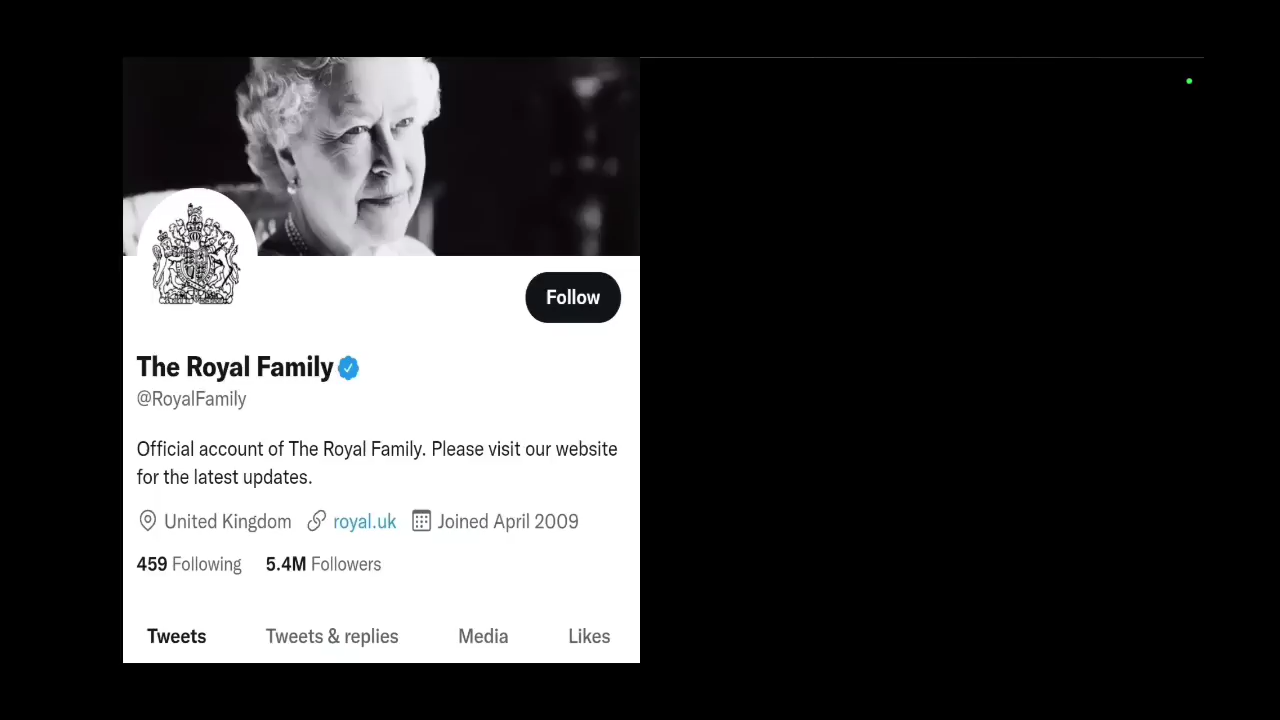 Follow
The Royal Family
@RoyalFamily
Official account of The Royal Family. Please visit our website
for the latest updates.
United Kingdom royal.uk Joined April 2009
459 Following 5.4M Followers
Tweets Tweets & replies Media Likes